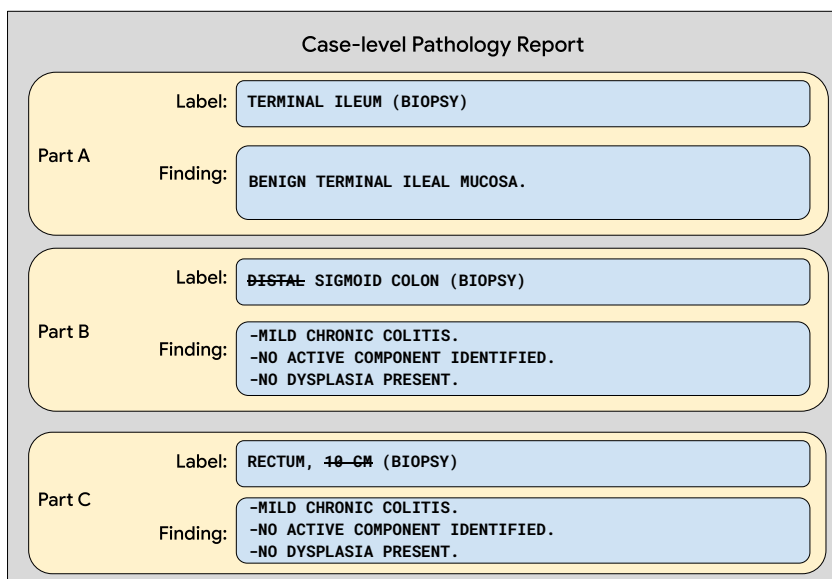 Case-level Pathology Report
Part A
Label: TERMINAL ILEUM (BIOPSY)
Finding: BENIGN TERMINAL ILEAL MUCOSA.
Part B
Label: DISTAL SIGMOID COLON (BIOPSY)
Finding: -MILD CHRONIC COLITIS.
-NO ACTIVE COMPONENT IDENTIFIED.
-NO DYSPLASIA PRESENT.
Part C
Label: RECTUM, 10 CM (BIOPSY)
Finding: -MILD CHRONIC COLITIS.
-NO ACTIVE COMPONENT IDENTIFIED.
-NO DYSPLASIA PRESENT.